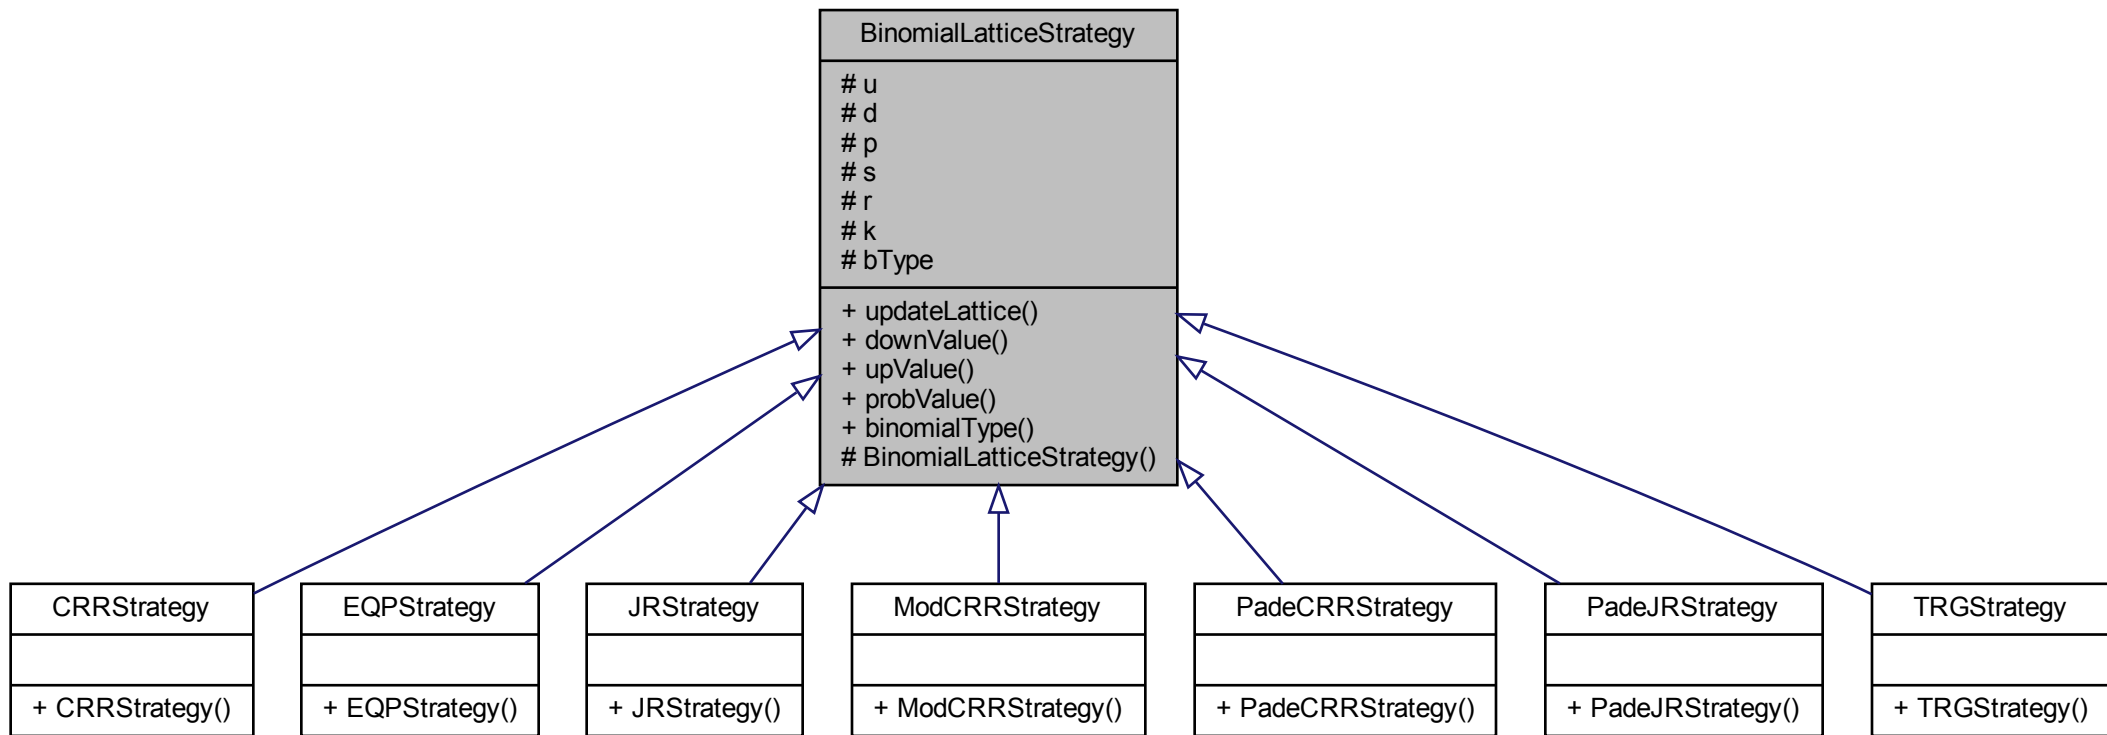 BinomialLatticeStrategy
# u
# d
# p
# s
# r
# k
# bType
+ updateLattice()
+ downValue()
+ upValue()
+ probValue()
+ binomialType()
# BinomialLatticeStrategy()
CRRStrategy
+ CRRStrategy()
EQPStrategy
+ EQPStrategy()
JRStrategy
+ JRStrategy()
ModCRRStrategy
+ ModCRRStrategy()
PadeCRRStrategy
+ PadeCRRStrategy()
PadeJRStrategy
+ PadeJRStrategy()
TRGStrategy
+ TRGStrategy()